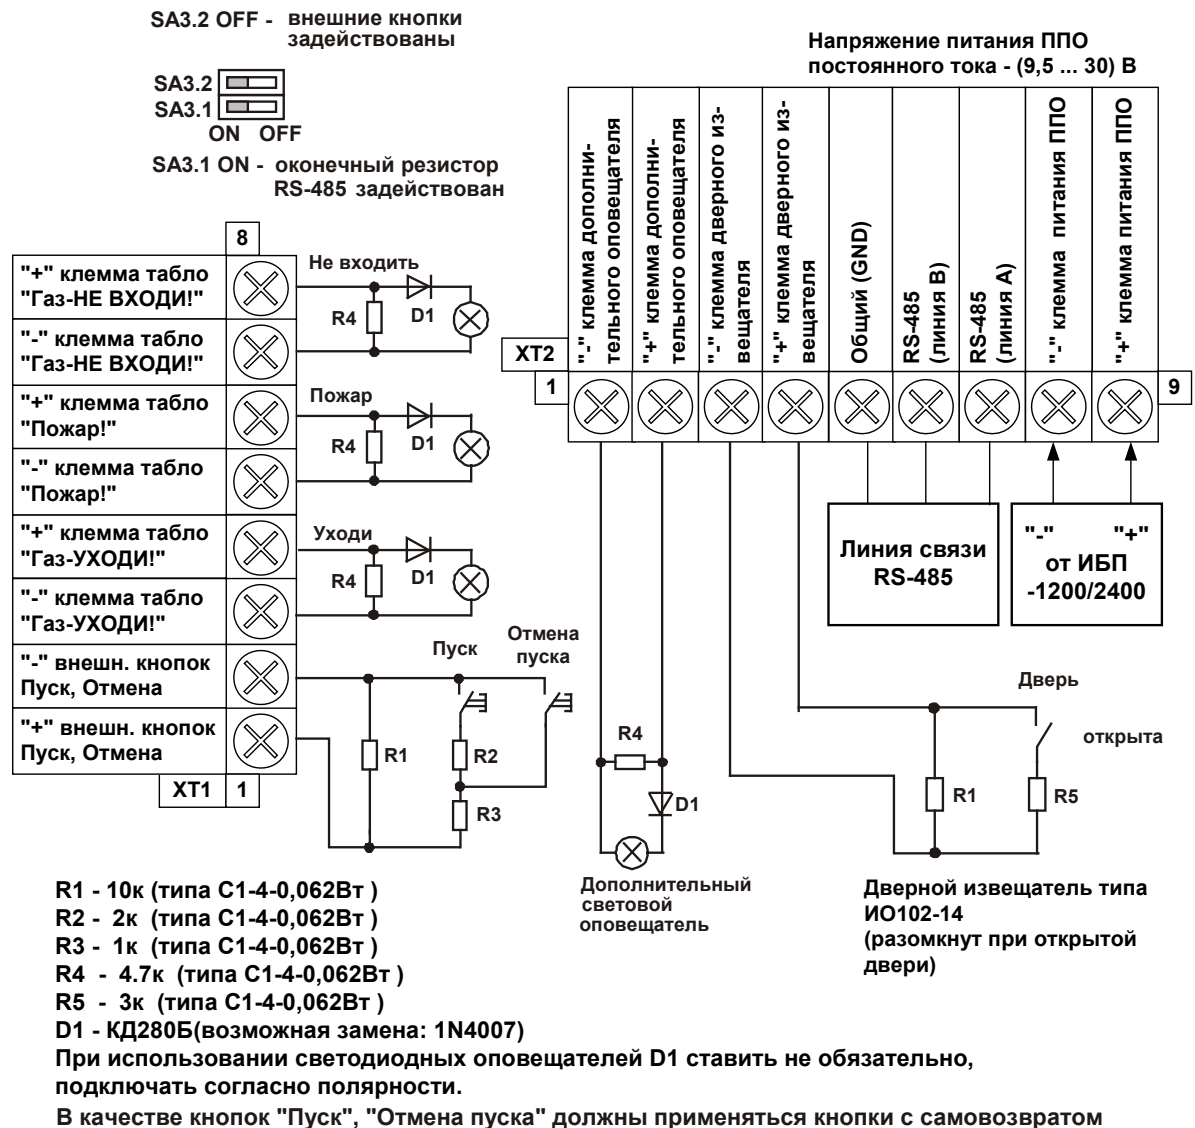 SA3.2 OFF - внешние кнопки
задействованы
SA3.2
SA3.1
ON OFF
SA3.1 ON - оконечный резистор
RS-485 задействован
Напряжение питания ППО
постоянного тока - (9,5 ... 30) В
"-" клемма дополни-
тельного оповещателя
"+" клемма дополни-
тельного оповещателя
"-" клемма дверного из-
вещателя
"+" клемма дверного из-
вещателя
Общий (GND)
RS-485
(линия B)
RS-485
(линия A)
"-" клемма питания ППО
"+" клемма питания ППО
XT2
1
9
8
"+" клемма табло
"Газ-НЕ ВХОДИ!"
"-" клемма табло
"Газ-НЕ ВХОДИ!"
"+" клемма табло
"Пожар!"
"-" клемма табло
"Пожар!"
"+" клемма табло
"Газ-УХОДИ!"
"-" клемма табло
"Газ-УХОДИ!"
"-" внешн. кнопок
Пуск, Отмена
"+" внешн. кнопок
Пуск, Отмена
XT1 1
Не входить
R4 D1
Пожар
R4 D1
Уходи
R4 D1
Пуск
Отмена
пуска
R1 R2
R3
R4
D1
Дополнительный
световой
оповещатель
Линия связи
RS-485
"-" "+"
от ИБП
-1200/2400
Дверь
открыта
R1 R5
Дверной извещатель типа
ИО102-14
(разомкнут при открытой
двери)
R1 - 10к (типа С1-4-0,062Вт )
R2 - 2к (типа С1-4-0,062Вт )
R3 - 1к (типа С1-4-0,062Вт )
R4 - 4.7к (типа С1-4-0,062Вт )
R5 - 3к (типа С1-4-0,062Вт )
D1 - КД280Б(возможная замена: 1N4007)
При использовании светодиодных оповещателей D1 ставить не обязательно,
подключать согласно полярности.
В качестве кнопок "Пуск", "Отмена пуска" должны применяться кнопки с самовозвратом